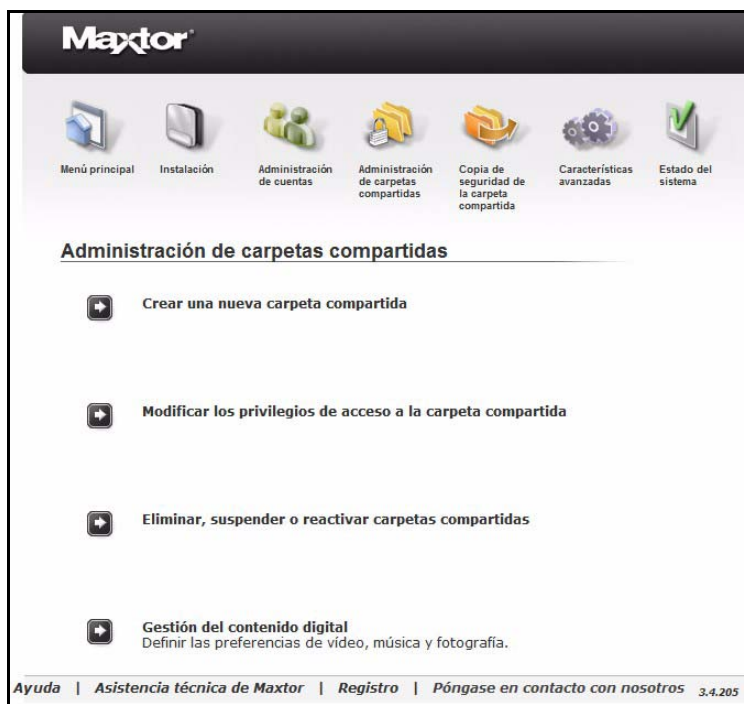 Maxtor
Menú principal
Instalación
Administración
de cuentas
Administración
de carpetas
compartidas
Copia de
seguridad de
la carpeta
compartida
Características
avanzadas
Estado del
sistema
Administración de carpetas compartidas
Crear una nueva carpeta compartida
Modificar los privilegios de acceso a la carpeta compartida
Eliminar, suspender o reactivar carpetas compartidas
Gestión del contenido digital
Definir las preferencias de vídeo, música y fotografía.
Ayuda | Asistencia técnica de Maxtor | Registro | Póngase en contacto con nosotros 3.4.205